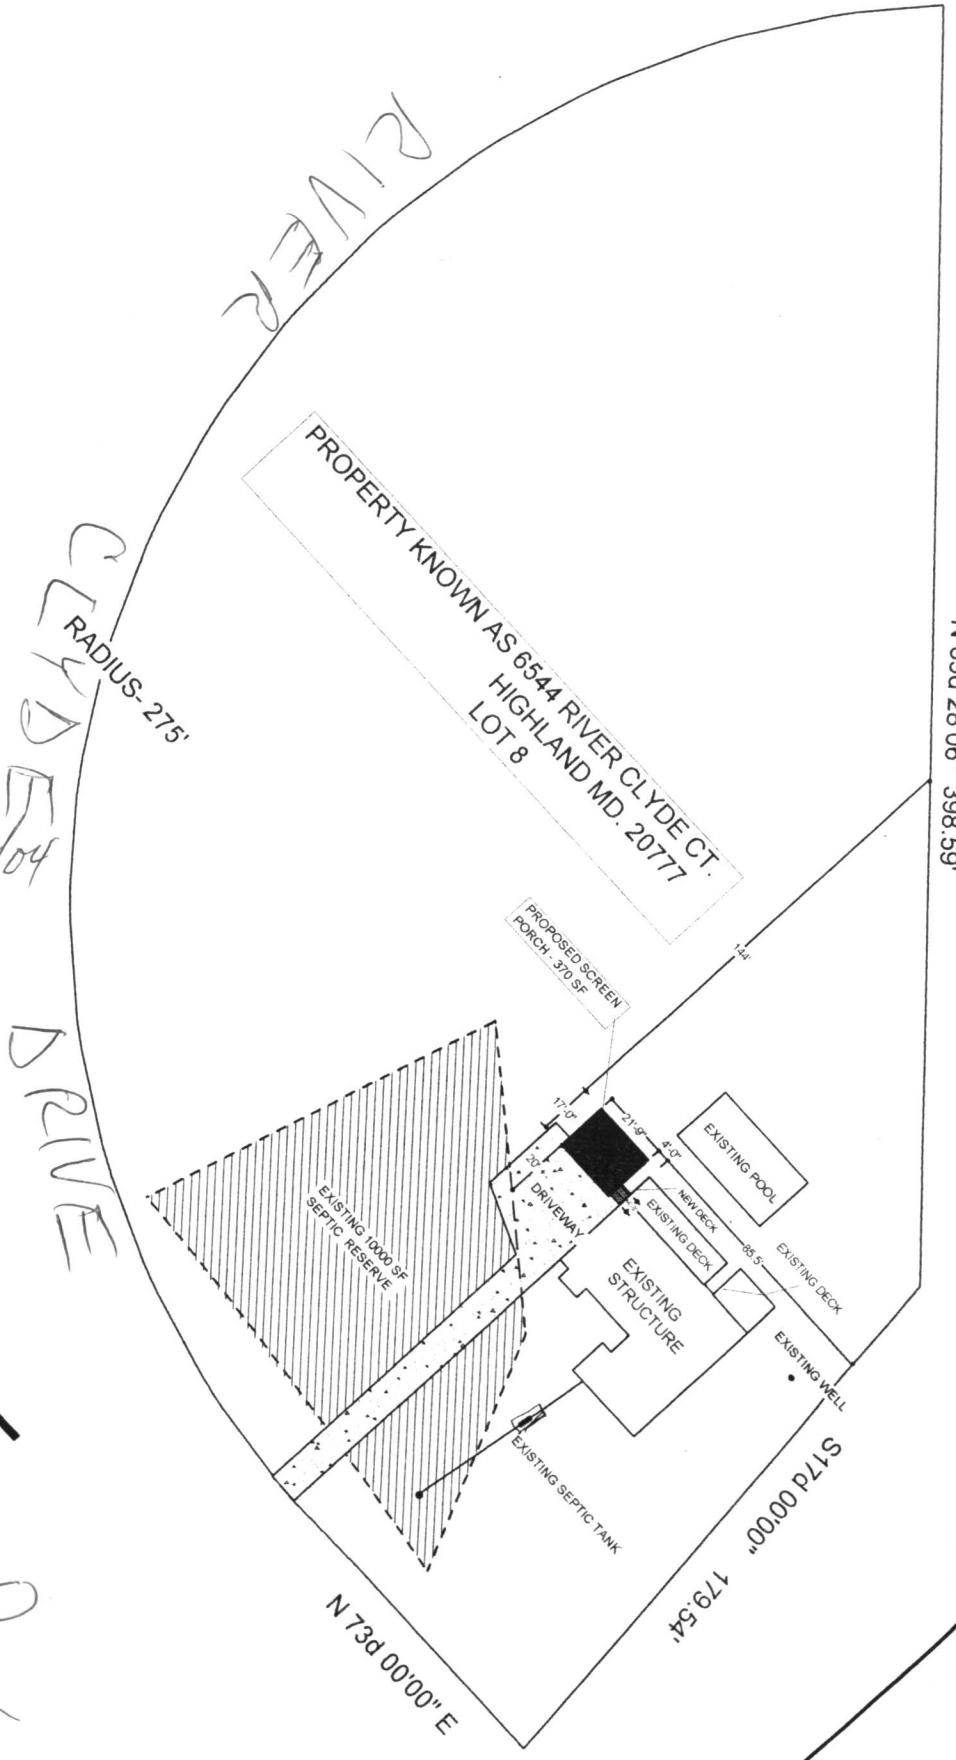 RIVER
CLYDE
DRIVE
RADIUS- 275'
PROPERTY KNOWN AS 6544 RIVER CLYDE CT.
HIGHLAND MD. 20777
LOT 8
398.59'
144'
PROPOSED SCREEN
PORCH - 370 SF
17'-0"
21'-9"
4'-0"
20'
DRIVEWAY
EXISTING POOL
NEW DECK
EXISTING DECK
85.5'
EXISTING DECK
EXISTING
STRUCTURE
EXISTING WELL
EXISTING 10000 SF
SEPTIC RESERVE
EXISTING SEPTIC TANK
S17d 00'00" 179.54'
N 73d 00'00" E